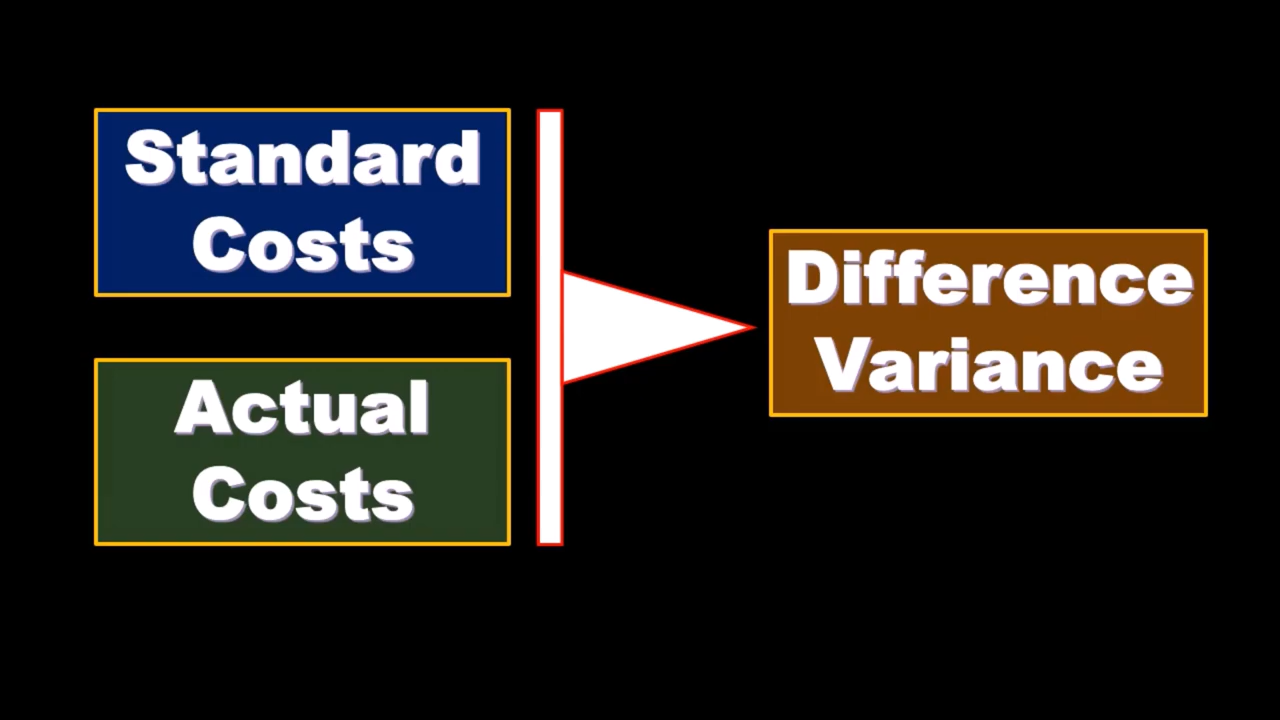 Standard
Costs
Actual
Costs
Difference
Variance